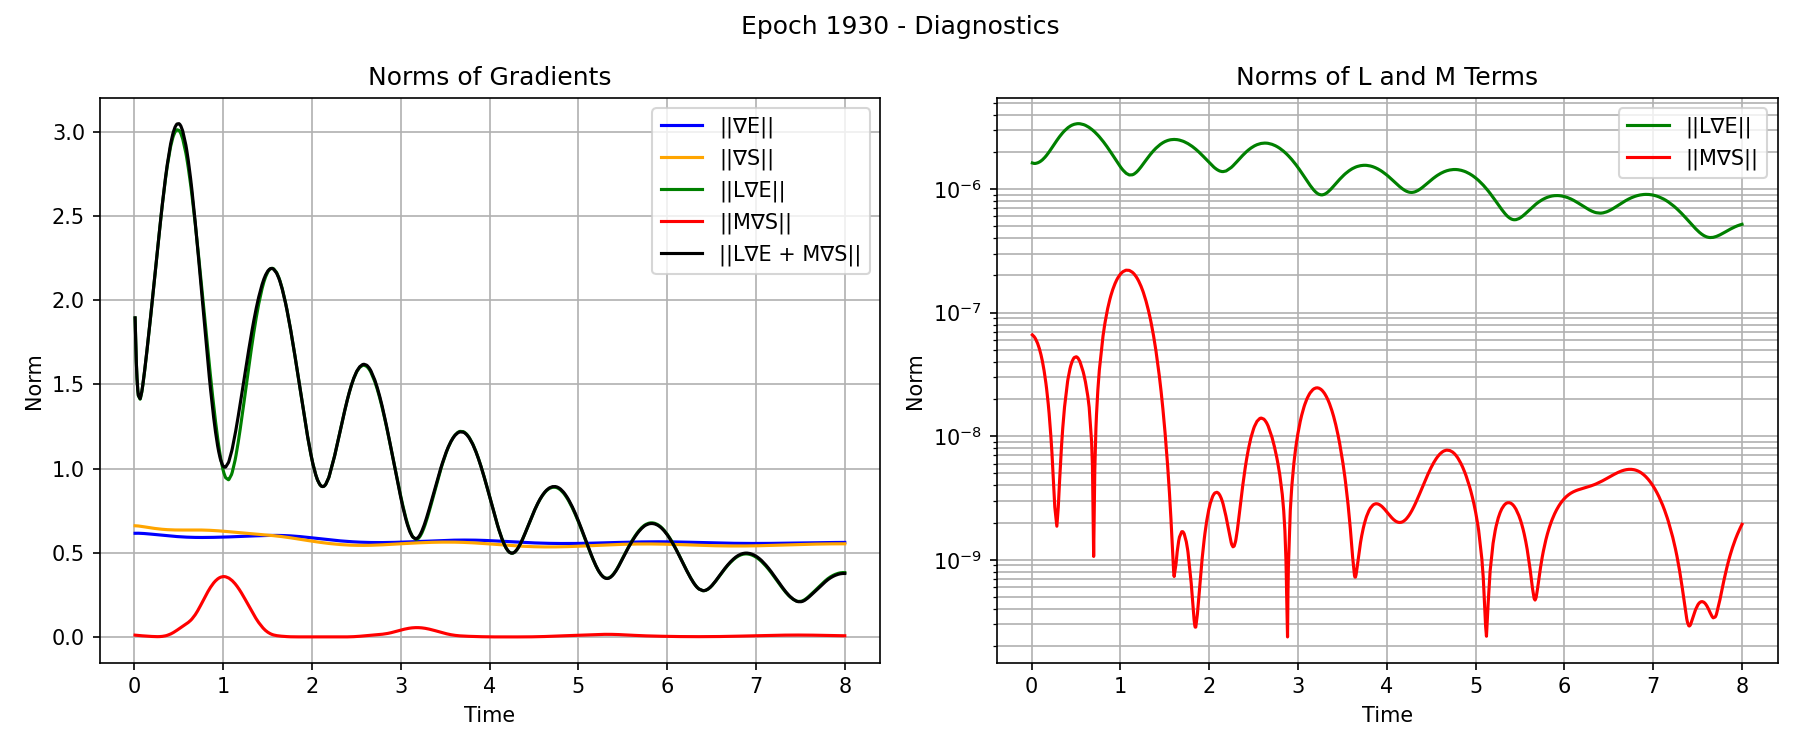 Epoch 1930 - Diagnostics
Norms of Gradients
Norm
3.0
2.5
2.0
1.5
1.0
0.5
0.0
||∇E||
||∇S||
||L∇E||
||M∇S||
||L∇E + M∇S||
0 1 2 3 4 5 6 7 8
Time
Norms of L and M Terms
Norm
10⁻⁶
10⁻⁷
10⁻⁸
10⁻⁹
||L∇E||
||M∇S||
0 1 2 3 4 5 6 7 8
Time